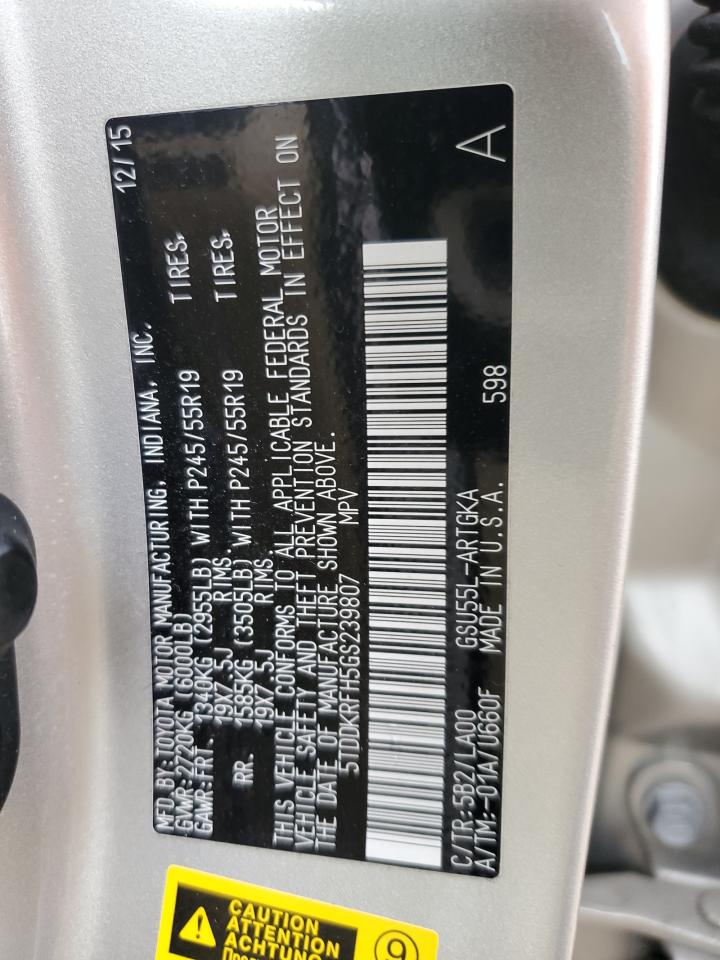 MFD BY:TOYOTA MOTOR MANUFACTURING, INDIANA, INC. 12/15
GVWR:2720KG (6000LB)
GAWR:FRT 1340KG (2955LB) WITH P245/55R19 TIRES,
19X7.5J RIMS.
RR. 1585KG (3505LB) WITH P245/55R19 TIRES,
19X7.5J RIMS
THIS VEHICLE CONFORMS TO ALL APPLICABLE FEDERAL MOTOR
VEHICLE SAFETY AND THEFT PREVENTION STANDARDS IN EFFECT ON
THE DATE OF MANUFACTURE SHOWN ABOVE.
5TDDKRFH5GS239807 MPV
C/TR:5B2/LA00 GSU55L-ARTGKA
A/TM:-01A/U660F MADE IN U.S.A. 598 A
CAUTION
ATTENTION
ACHTUNG
9